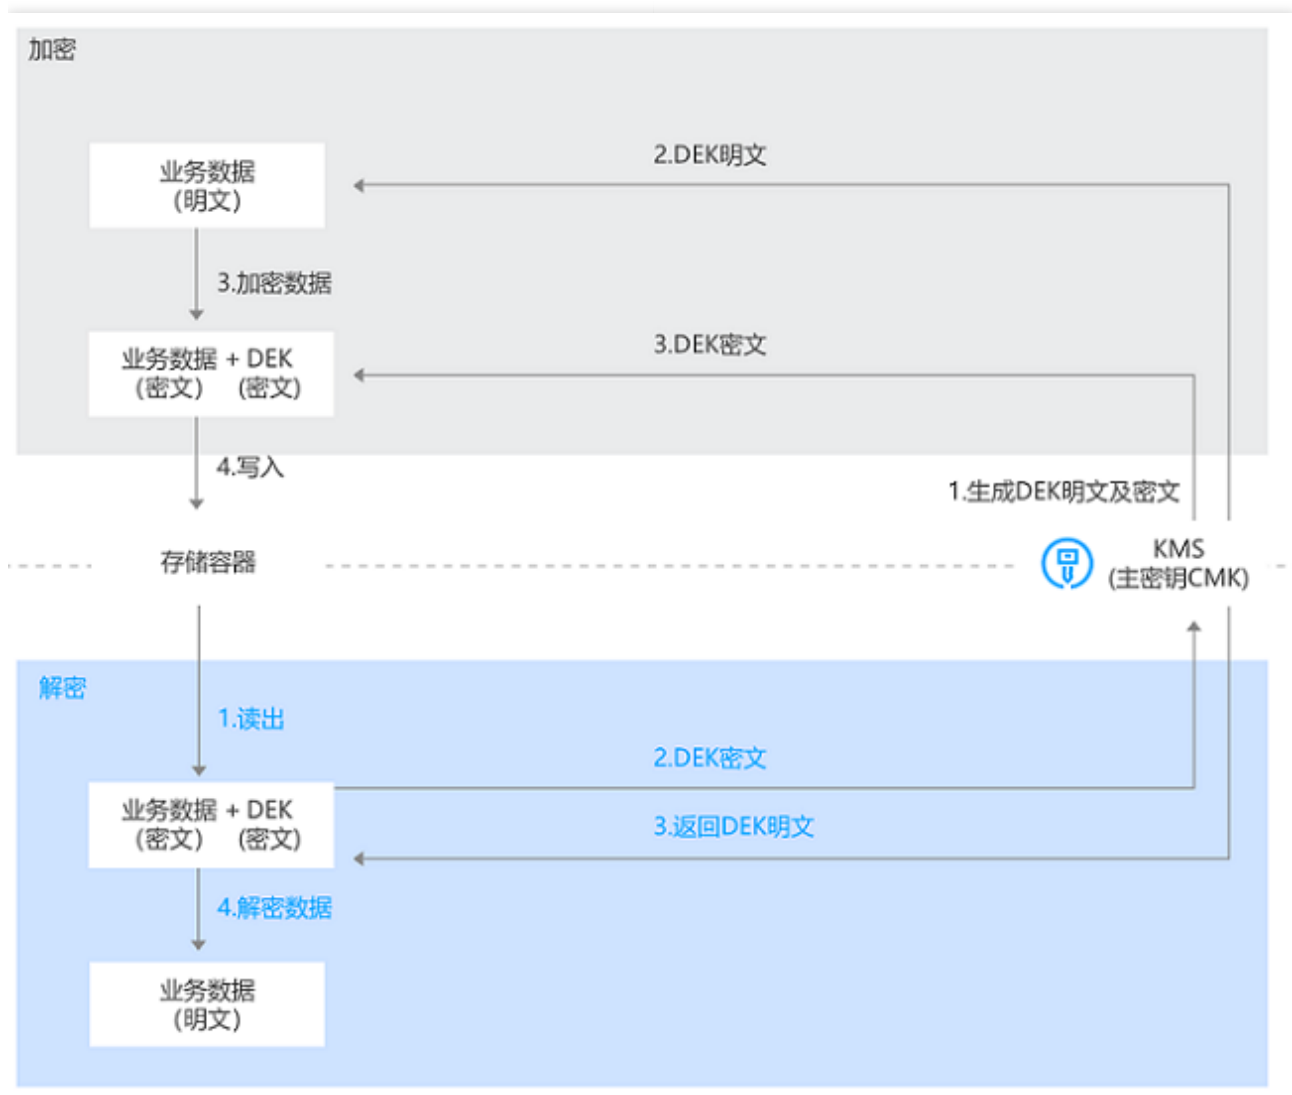 加密
2.DEK明文
业务数据
(明文)
3.加密数据
3.DEK密文
业务数据 + DEK
(密文) (密文)
4.写入
1.生成DEK明文及密文
存储容器
KMS
(主密钥CMK)
解密
1.读出
2.DEK密文
业务数据 + DEK
(密文) (密文)
3.返回DEK明文
4.解密数据
业务数据
(明文)